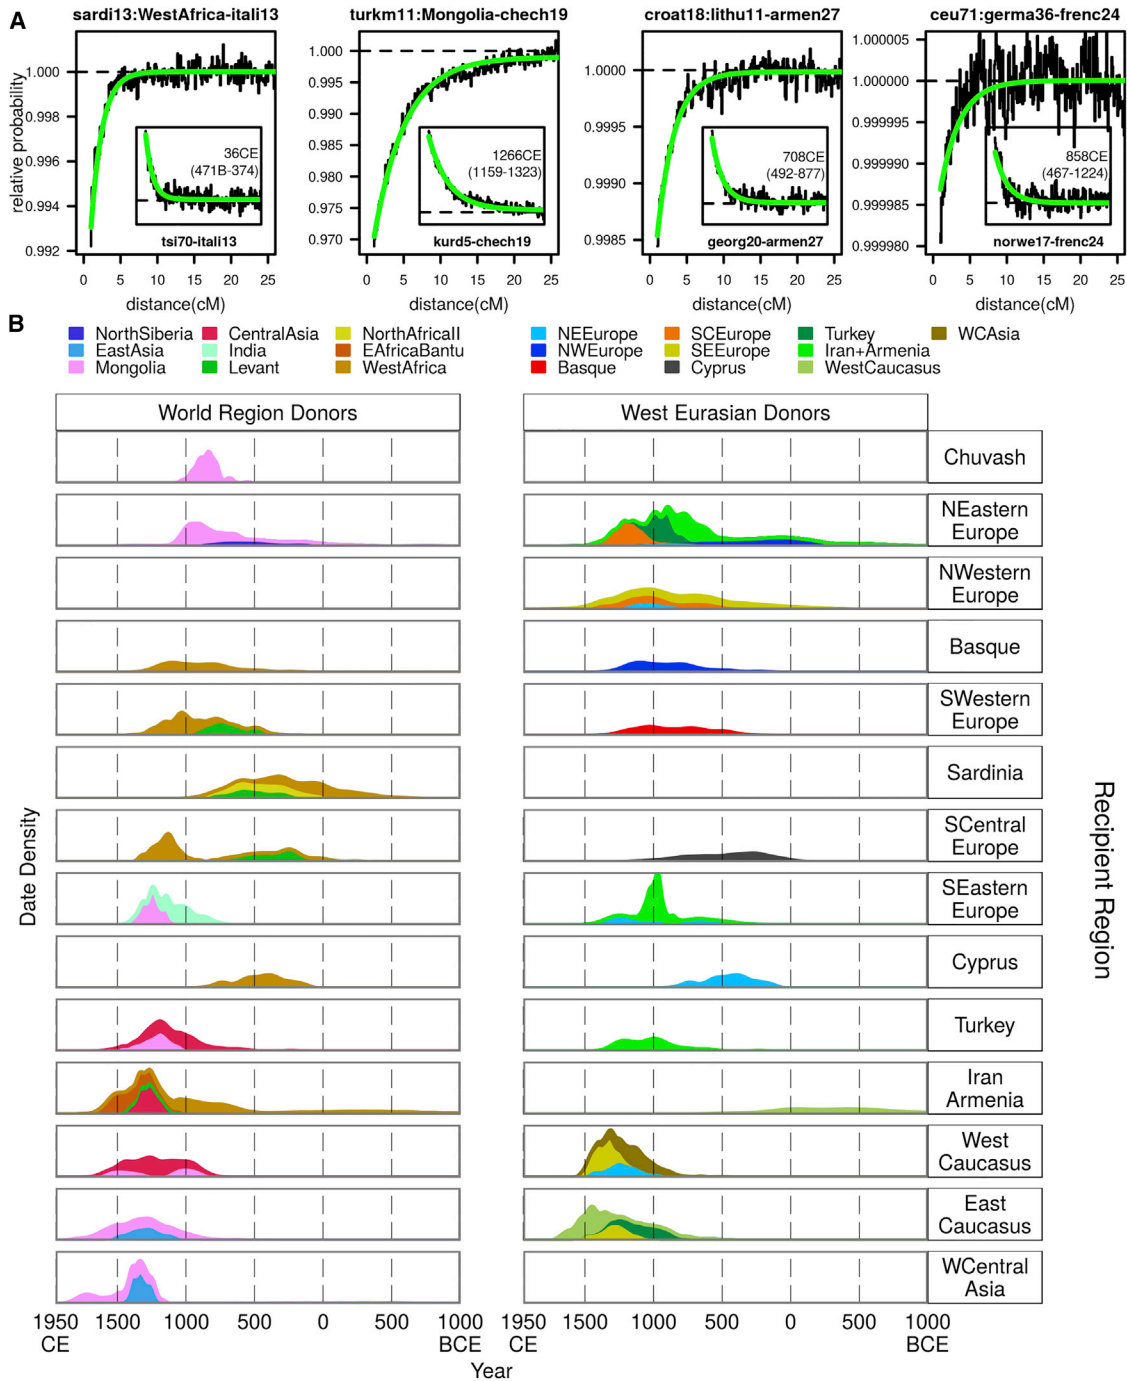 A
sardi13:WestAfrica-itali13
turkm11:Mongolia-chech19
croat18:lithu11-armen27
ceu71:germa36-frenc24
relative probability
1.000
0.998
0.996
0.994
0.992
36CE
(471B-374)
tsi70-itali13
0 5 10 15 20 25
distance(cM)
1.000
0.995
0.990
0.985
0.980
0.975
0.970
1266CE
(1159-1323)
kurd5-chech19
0 5 10 15 20 25
distance(cM)
1.0000
0.9995
0.9990
0.9985
708CE
(492-877)
georg20-armen27
0 5 10 15 20 25
distance(cM)
1.000005
1.000000
0.999995
0.999990
0.999985
0.999980
858CE
(467-1224)
norwe17-frenc24
0 5 10 15 20 25
distance(cM)
B
NorthSiberia CentralAsia NorthAfricaII NEEurope SCEurope Turkey WCAsia
EastAsia India EAfricaBantu NWEurope SEEurope Iran+Armenia
Mongolia Levant WestAfrica Basque Cyprus WestCaucasus
World Region Donors
West Eurasian Donors
Chuvash
NEastern
Europe
NWestern
Europe
Basque
SWestern
Europe
Sardinia
SCentral
Europe
SEastern
Europe
Cyprus
Turkey
Iran
Armenia
West
Caucasus
East
Caucasus
WCentral
Asia
Date Density
Recipient Region
1950 1500 1000 500 0 500 1000
CE BCE
1950 1500 1000 500 0 500 1000
CE BCE
Year